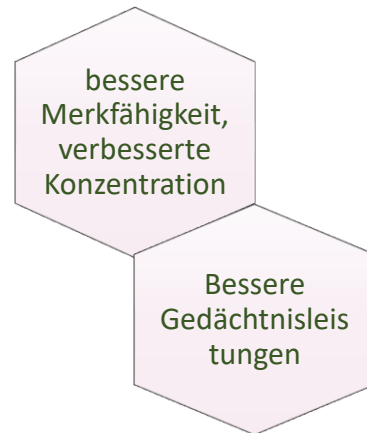 bessere
Merkfähigkeit,
verbesserte
Konzentration
Bessere
Gedächtnisleis
tungen